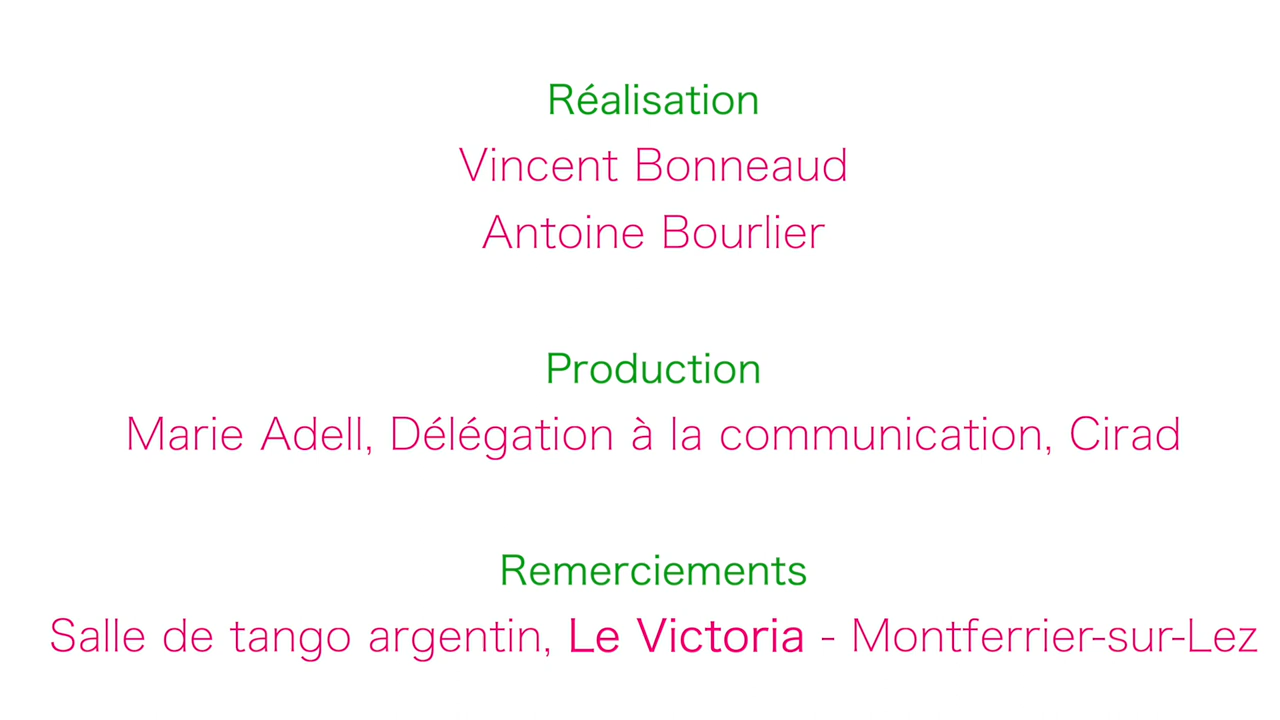 Réalisation
Vincent Bonneaud
Antoine Bourlier
Production
Marie Adell, Délégation à la communication, Cirad
Remerciements
Salle de tango argentin, Le Victoria - Montferrier-sur-Lez